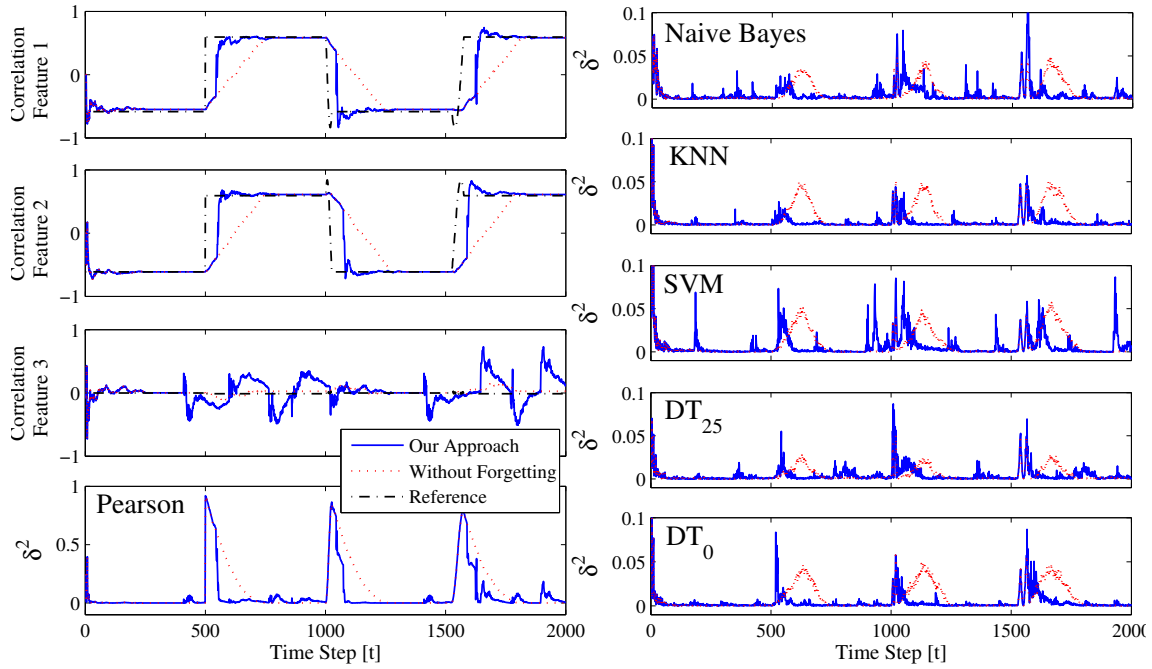 Correlation
Feature 1
1
0
−1
Correlation
Feature 2
1
0
−1
Correlation
Feature 3
1
0
−1
Our Approach
Without Forgetting
Reference
Pearson
δ²
1
0.5
0
0 500 1000 1500 2000
Time Step [t]
Naive Bayes
δ²
0.1
0.05
0
KNN
δ²
0.1
0.05
0
SVM
δ²
0.1
0.05
0
DT₂₅
δ²
0.1
0.05
0
DT₀
δ²
0.1
0.05
0
0 500 1000 1500 2000
Time Step [t]